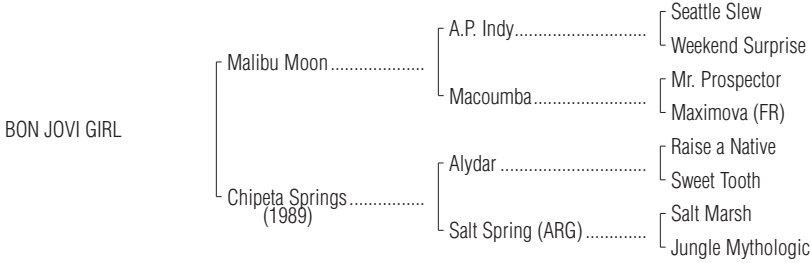 Seattle Slew
A.P. Indy.............................
Weekend Surprise
Malibu Moon....................
Mr. Prospector
Macoumba........................
Maximova (FR)
BON JOVI GIRL
Raise a Native
Alydar ...............................
Sweet Tooth
Chipeta Springs................
(1989)
Salt Marsh
Salt Spring (ARG).............
Jungle Mythologic